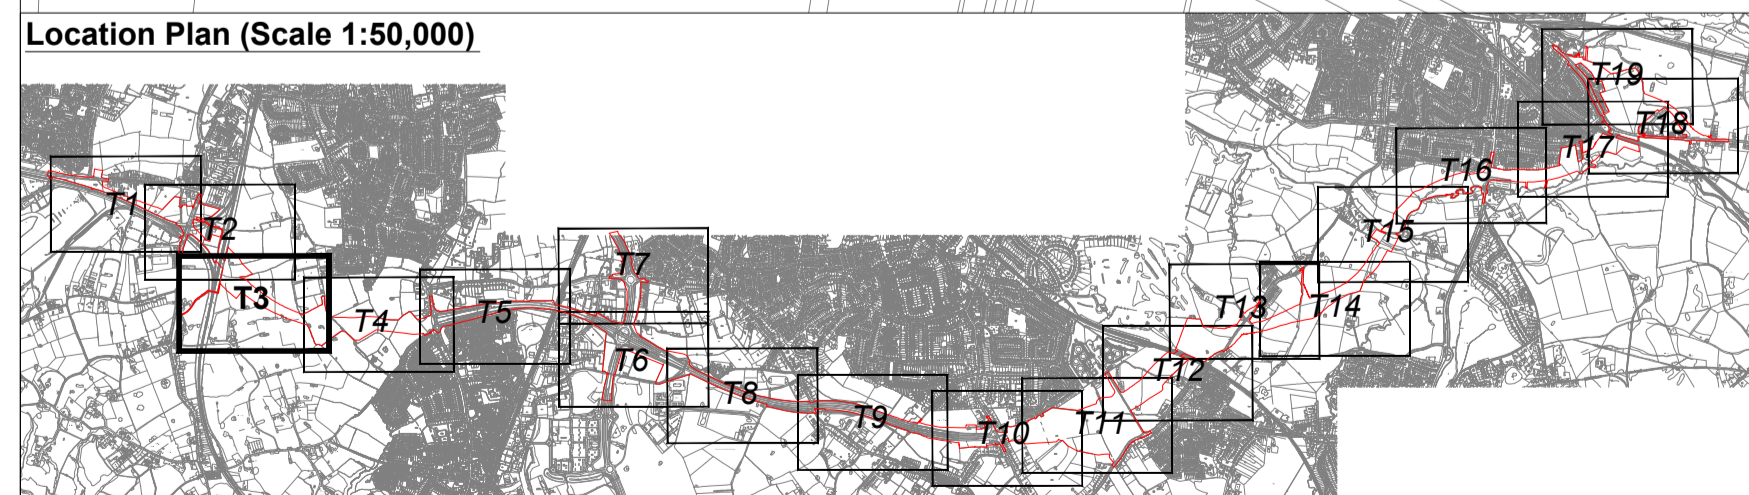 Location Plan (Scale 1:50,000)
T1
T2
T3
T4
T5
T6
T7
T8
T9
T10
T11
T12
T13
T14
T15
T16
T17
T18
T19